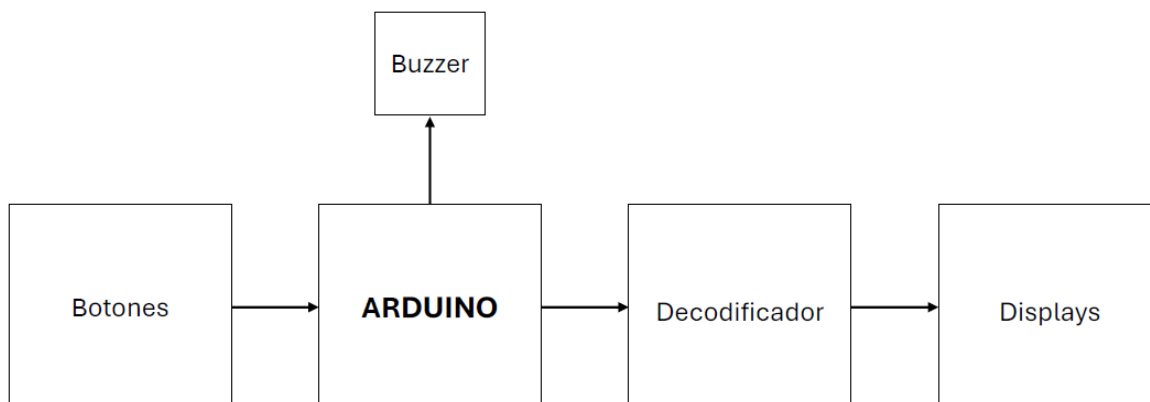 Buzzer
Botones
ARDUINO
Decodificador
Displays